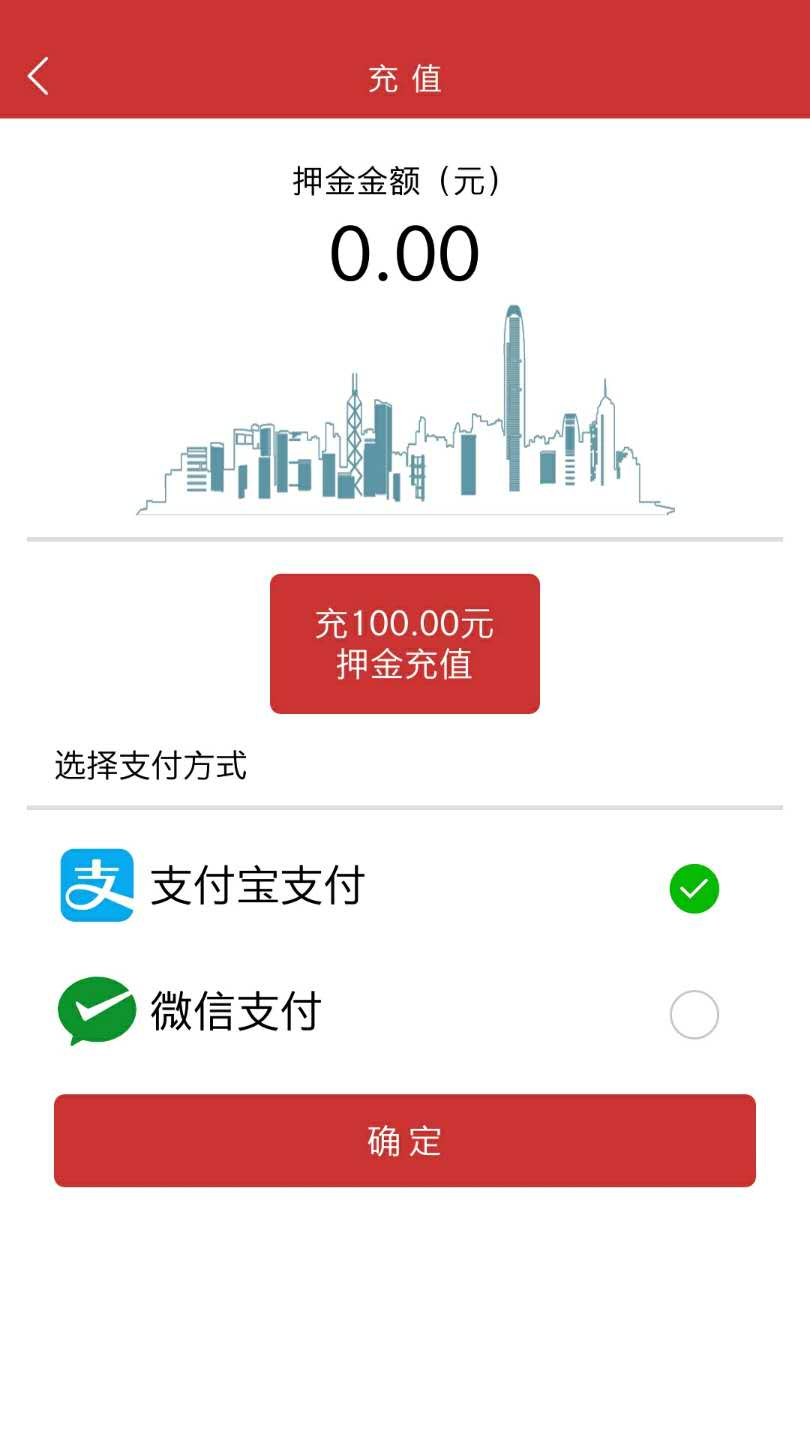 充值
押金金额（元）
0.00
充100.00元
押金充值
选择支付方式
支 支付宝支付
微信支付
确定